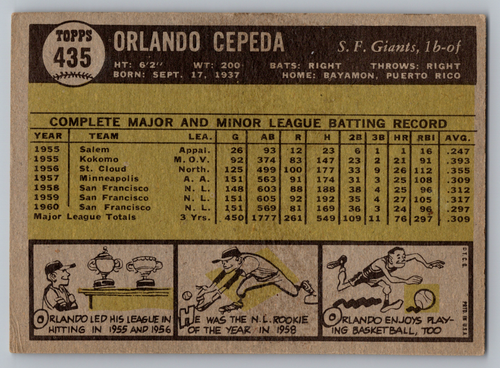 TOPPS
435
ORLANDO CEPEDA
S. F. Giants, 1b-of
HT: 6'2" WT: 200 BATS: RIGHT THROWS: RIGHT
BORN: SEPT. 17, 1937 HOME: BAYAMON, PUERTO RICO
COMPLETE MAJOR AND MINOR LEAGUE BATTING RECORD
YEAR TEAM LEA. G AB R H 2B 3B HR RBI AVG.
1955 Salem Appal. 26 93 12 23 6 1 1 16 .247
1955 Kokomo M.O.V. 92 374 83 147 23 2 21 91 .393
1956 St. Cloud North. 125 499 100 177 33 9 26 112 .355
1957 Minneapolis A.A. 151 563 91 174 31 3 25 108 .309
1958 San Francisco N.L. 148 603 88 188 38 4 25 96 .312
1959 San Francisco N.L. 151 605 92 192 35 4 27 105 .317
1960 San Francisco N.L. 151 569 81 169 36 3 24 96 .297
Major League Totals 3 Yrs. 450 1777 261 549 109 11 76 297 .309
ORLANDO LED HIS LEAGUE IN
HITTING IN 1955 AND 1956
HE WAS THE N.L. ROOKIE
OF THE YEAR IN 1958
ORLANDO ENJOYS PLAY-
ING BASKETBALL, TOO
© T.C.G. PRTD. IN U.S.A.